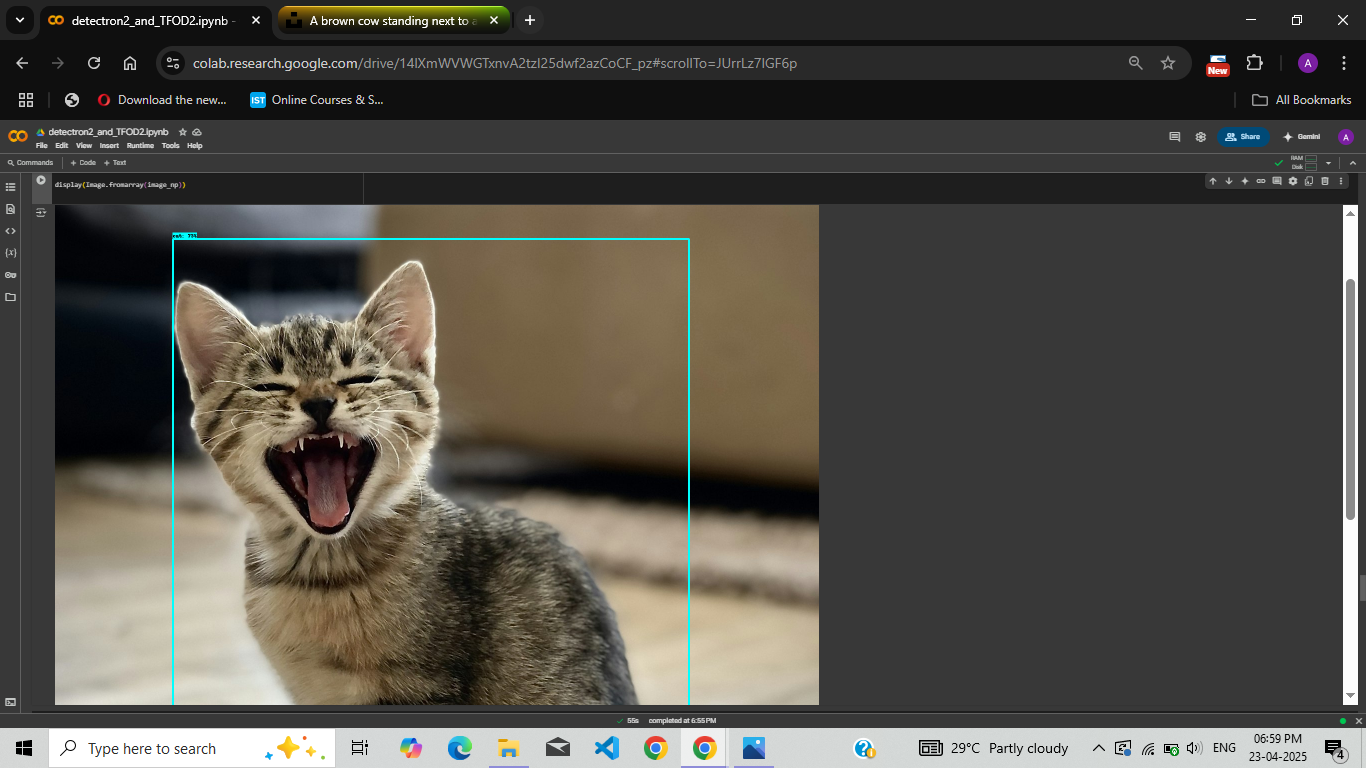 detectron2_and_TFOD2.ipynb -
A brown cow standing next to a
colab.research.google.com/drive/14lXmWVWGTxnvA2tzl25dwf2azCoCF_pz#scrollTo=JUrrLz7lGF6p
New
A
Download the new...
IST
Online Courses & S...
All Bookmarks
detectron2_and_TFOD2.ipynb
File Edit View Insert Runtime Tools Help
Share
Gemini
A
Commands
+ Code + Text
RAM
Disk
display(Image.fromarray(image_np))
{x}
55s completed at 6:55 PM
Type here to search
29°C Partly cloudy
ENG
06:59 PM
23-04-2025
4